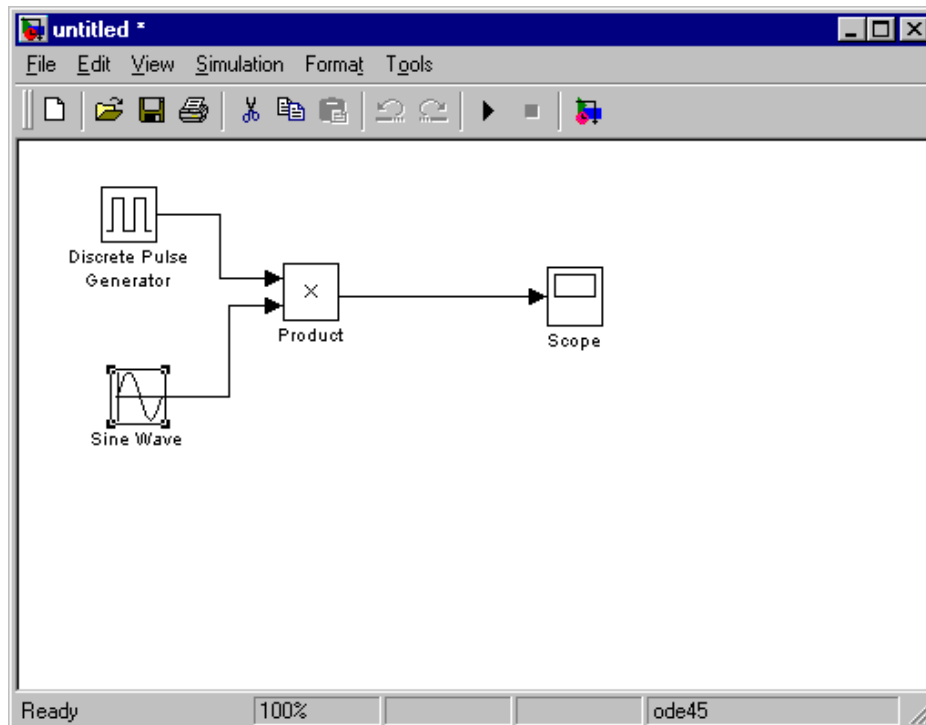 untitled *
File Edit View Simulation Format Tools
Discrete Pulse
Generator
Product
Scope
Sine Wave
Ready 100% ode45